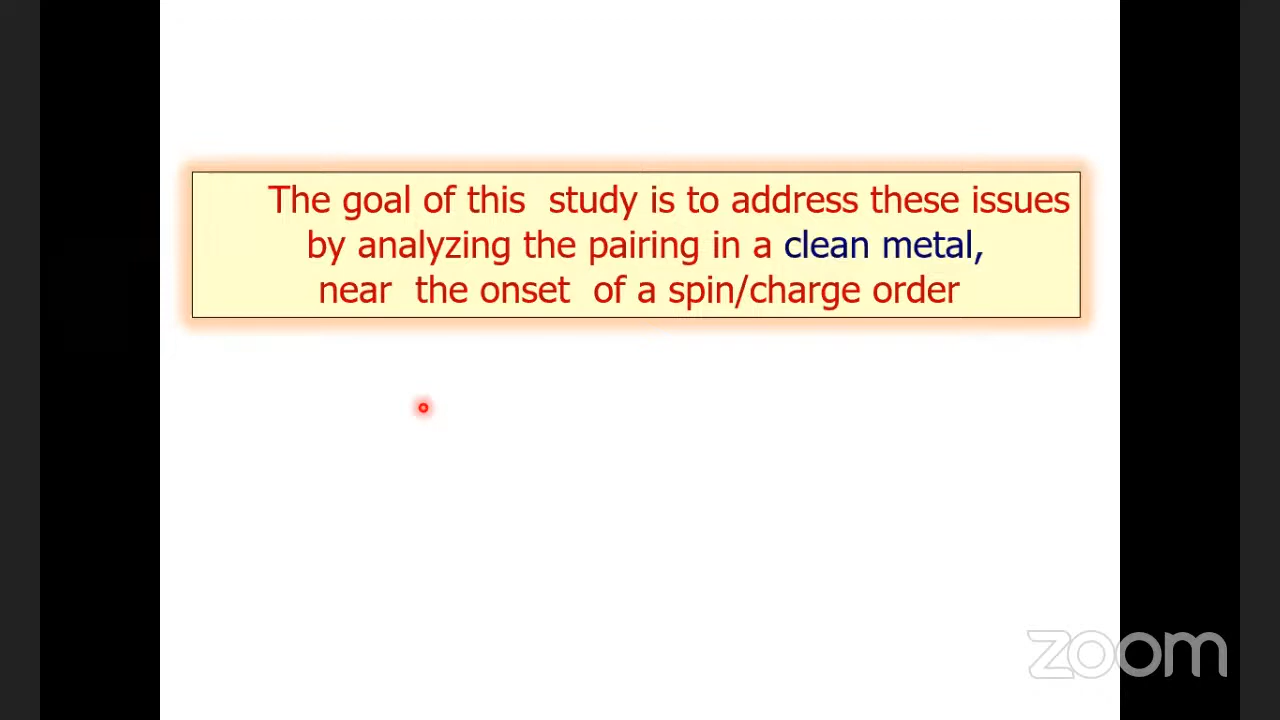 The goal of this study is to address these issues
by analyzing the pairing in a clean metal,
near the onset of a spin/charge order
zoom